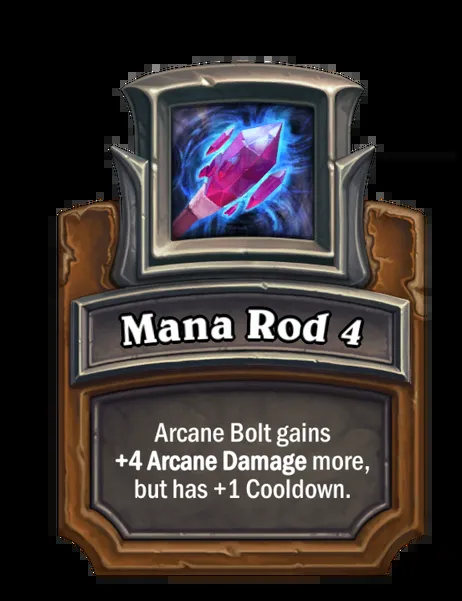 Mana Rod 4
Arcane Bolt gains
+4 Arcane Damage more,
but has +1 Cooldown.